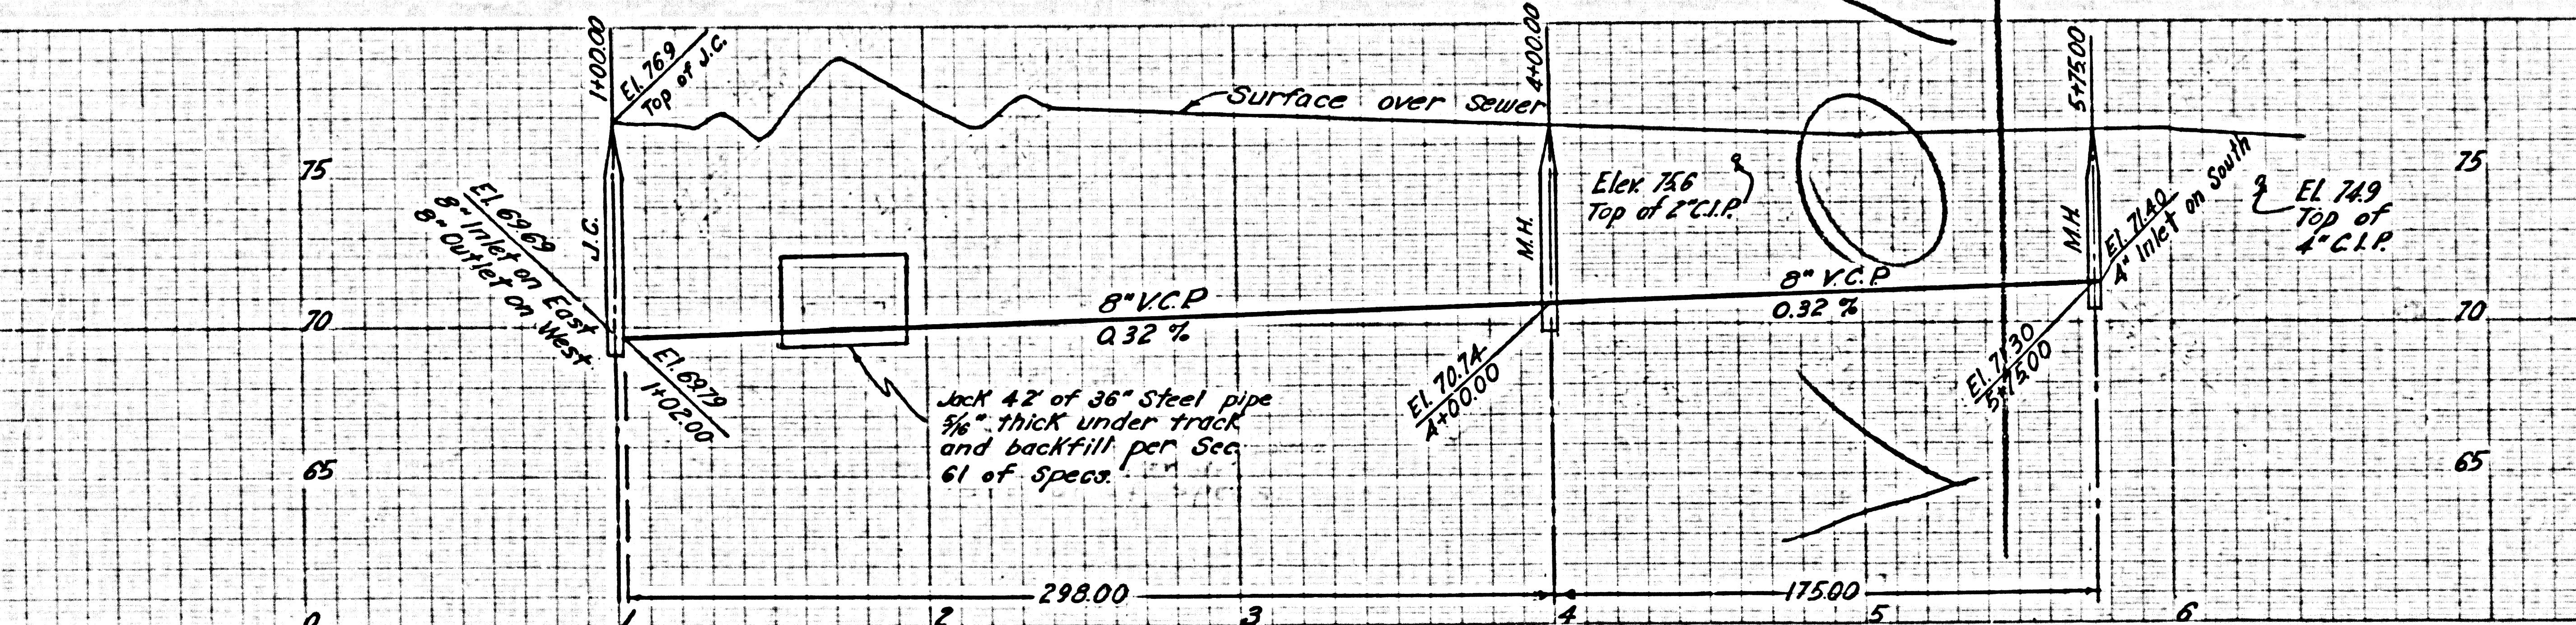 1+00.00
El. 76.9
Top of J.C.
4+00.00
5+75.00
Surface over Sewer
75
75
El. 69.69
8" Inlet on East
8" Outlet on West
J.C.
M.H.
Elev. 75.6
Top of 2" C.I.P.
M.H.
El. 71.40
4" Inlet on South
El. 74.9
Top of
4" C.I.P.
70
70
8" V.C.P.
0.32 %
8" V.C.P.
0.32 %
El. 69.79
1+02.00
El. 70.74
4+00.00
El. 71.30
5+75.00
Jack 42' of 36" Steel pipe
5/16" thick under track
and backfill per Sec.
61 of Specs.
65
65
298.00
175.00
0
1
2
3
4
5
6